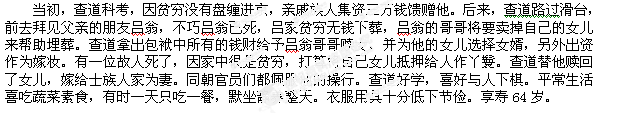 当初，查道科考，因贫穷没有盘缠进京，亲戚族人集资三万钱馈赠他。后来，查道路过滑台，
前去拜见父亲的朋友吕翁，不巧吕翁已死，吕家贫穷无钱下葬，吕翁的哥哥将要卖掉自己的女儿
来帮助埋葬。查道拿出包袱中所有的钱财给予吕翁哥哥，并为他的女儿选择女婿，另外出资
作为嫁妆。有一位故人死了，因家中很是贫穷，打自己女儿抵押给人作丫鬟。查道替他赎回
了女儿，嫁给士族人家为妻。同朝官员们都佩的操行。查道好学，喜好与人下棋。平常生活
喜吃蔬菜素食，有时一天只吃一餐，默坐整天。衣服用具十分低下节俭。享寿 64 岁。